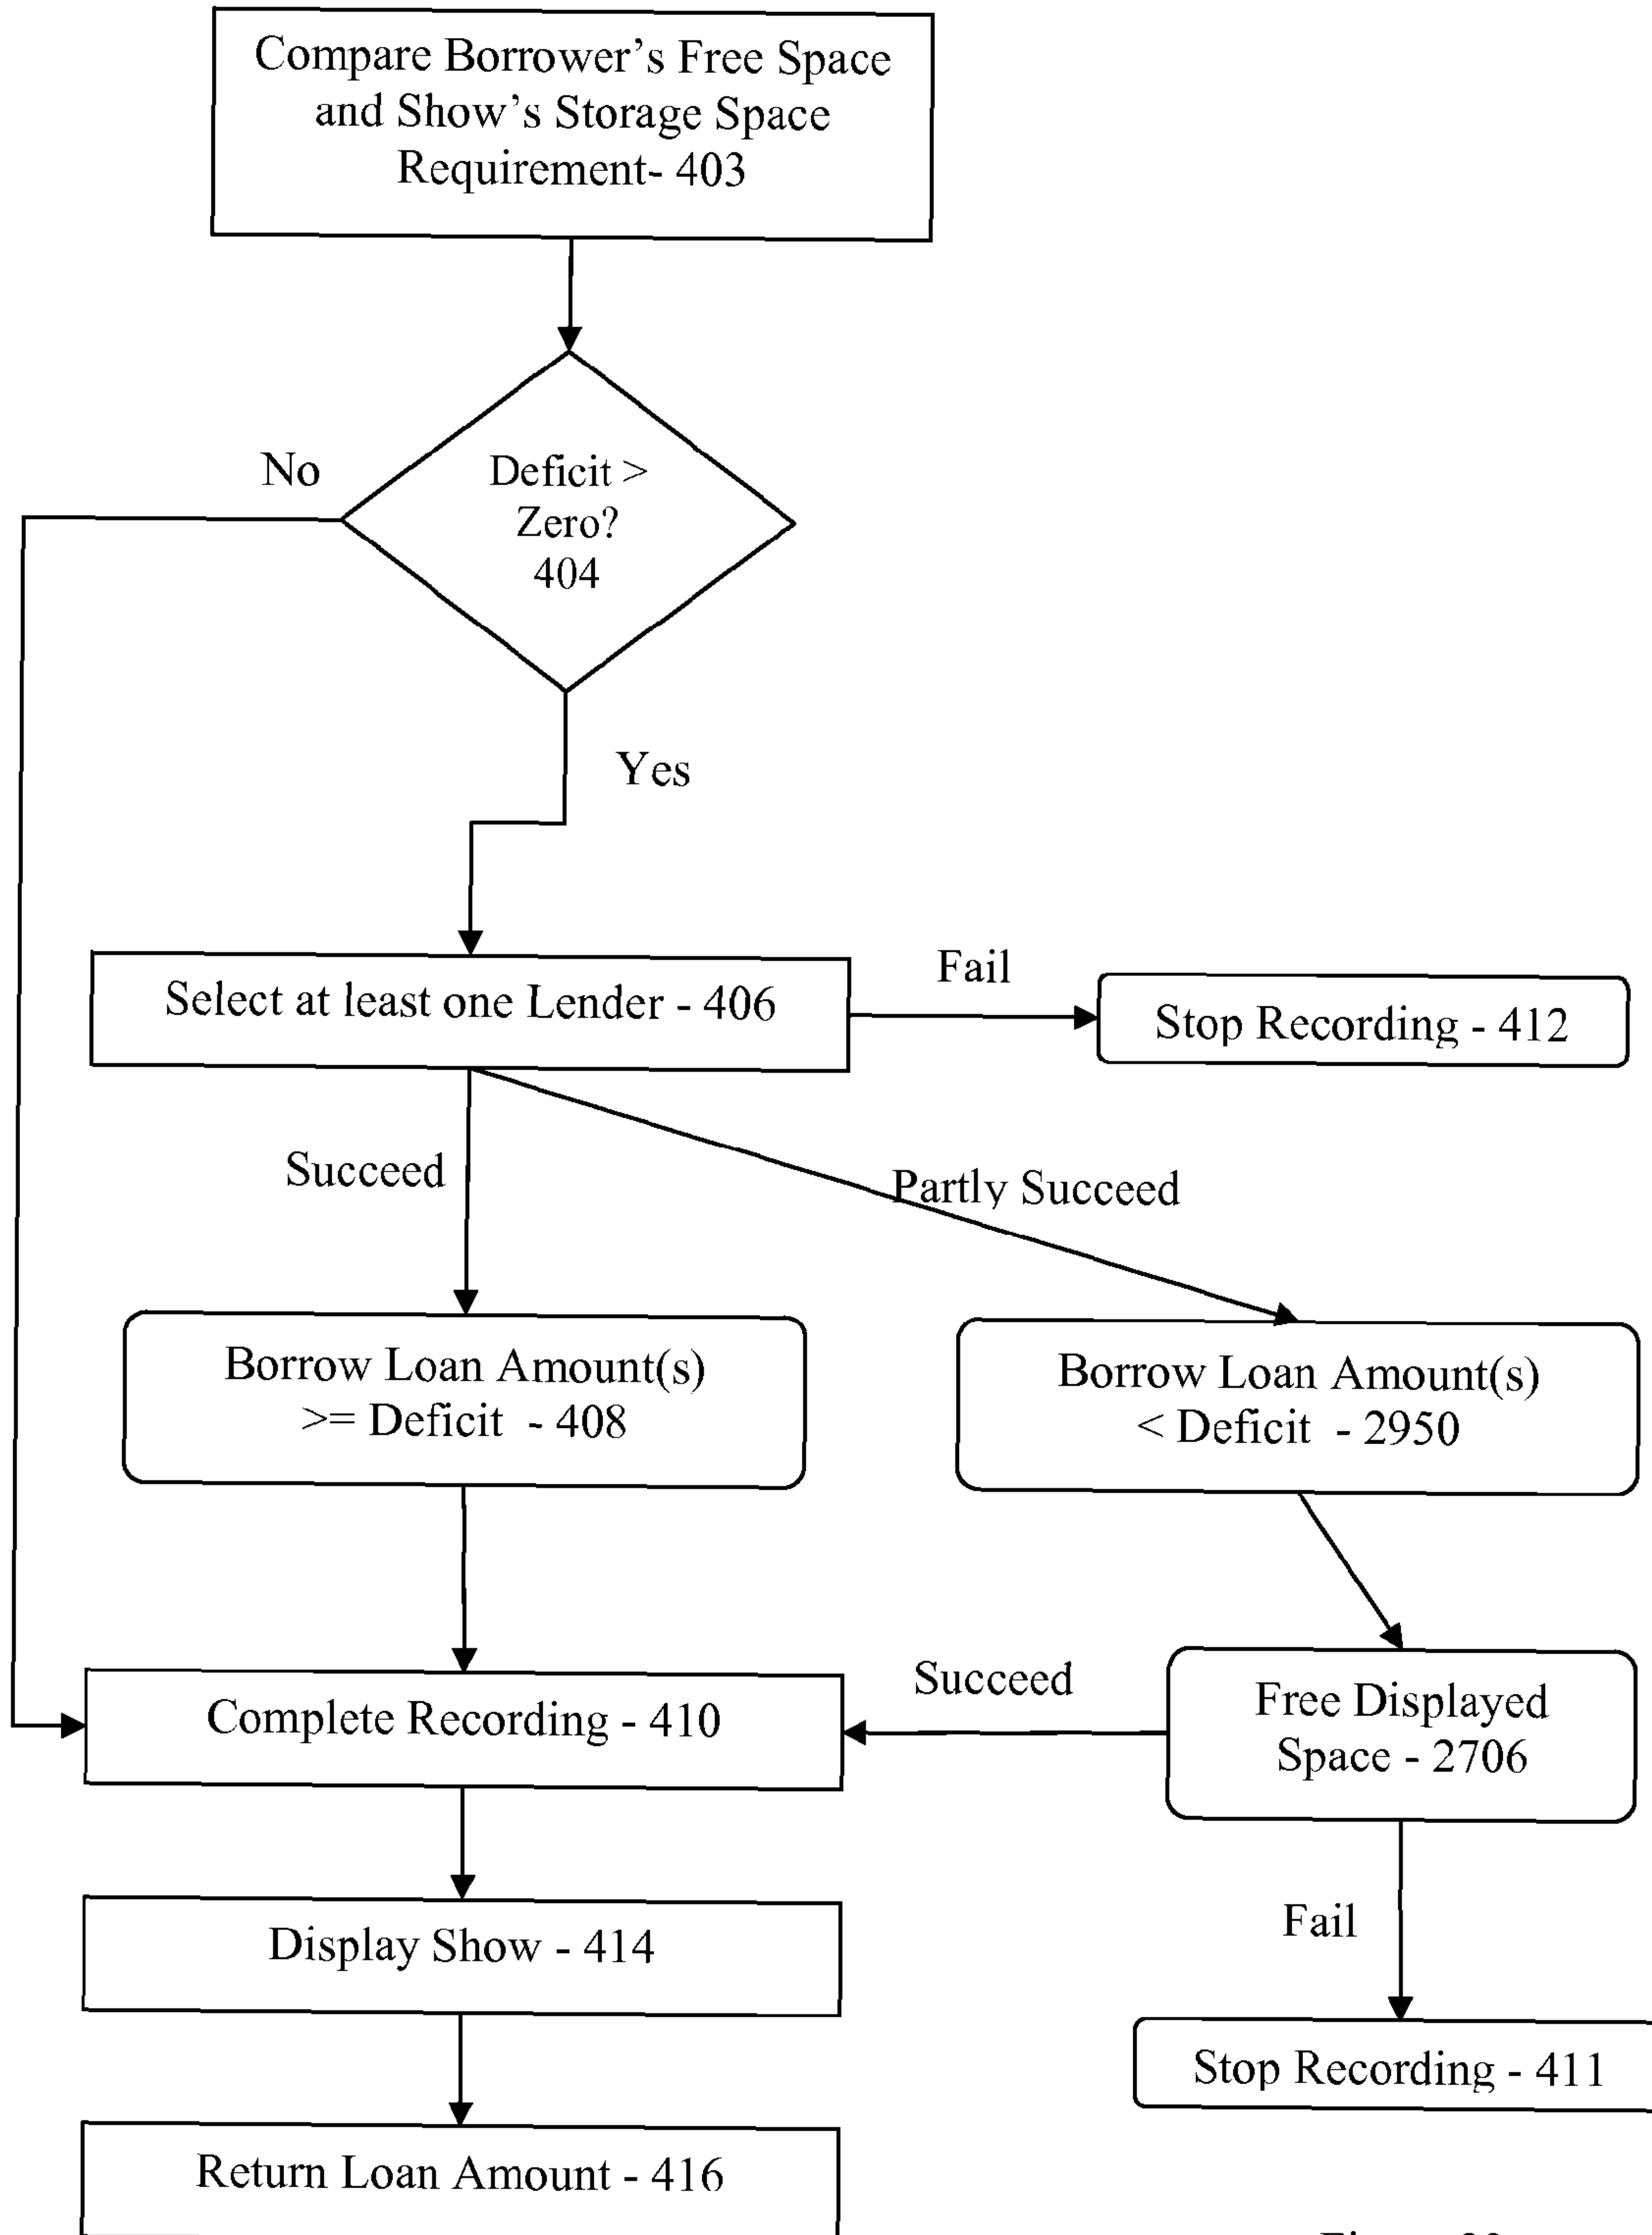 Compare Borrower's Free Space
and Show's Storage Space
Requirement- 403
No
Deficit >
Zero?
404
Yes
Select at least one Lender - 406
Fail
Stop Recording - 412
Succeed
Partly Succeed
Borrow Loan Amount(s)
>= Deficit - 408
Borrow Loan Amount(s)
< Deficit - 2950
Complete Recording - 410
Succeed
Free Displayed
Space - 2706
Display Show - 414
Fail
Stop Recording - 411
Return Loan Amount - 416